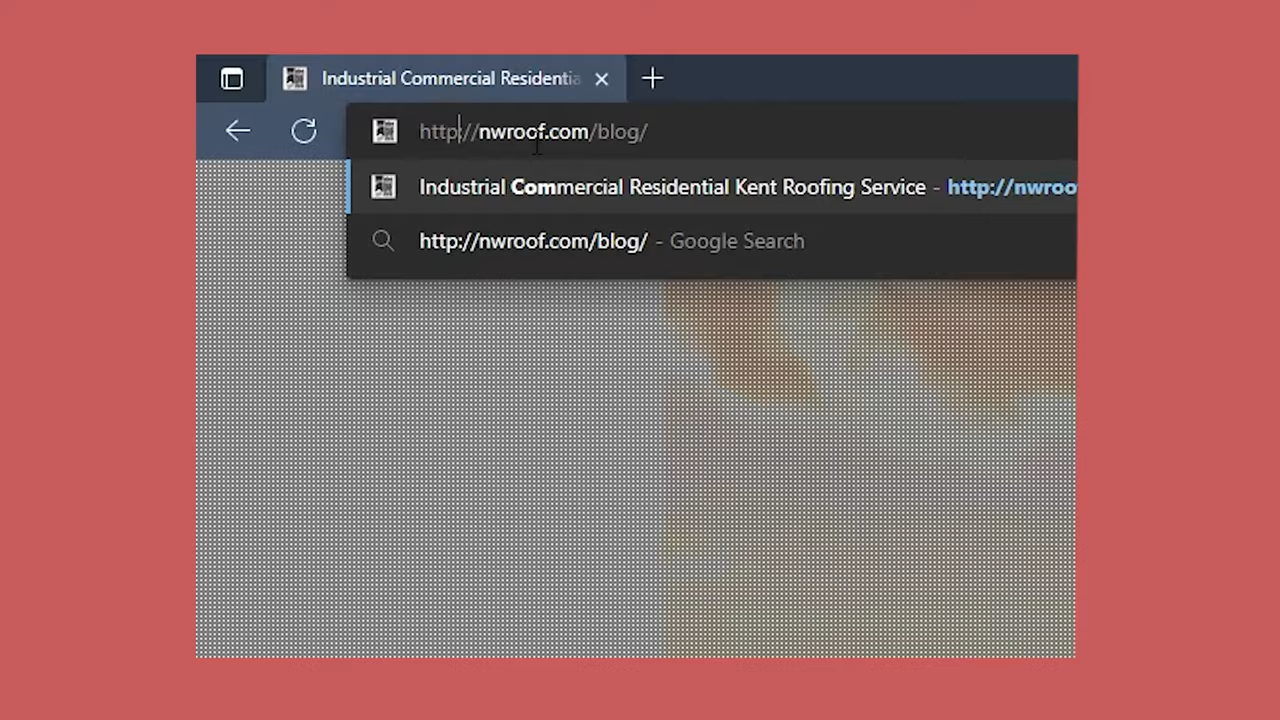 Industrial Commercial Residentia
http://nwroof.com/blog/
Industrial Commercial Residential Kent Roofing Service - http://nwroo
http://nwroof.com/blog/ - Google Search